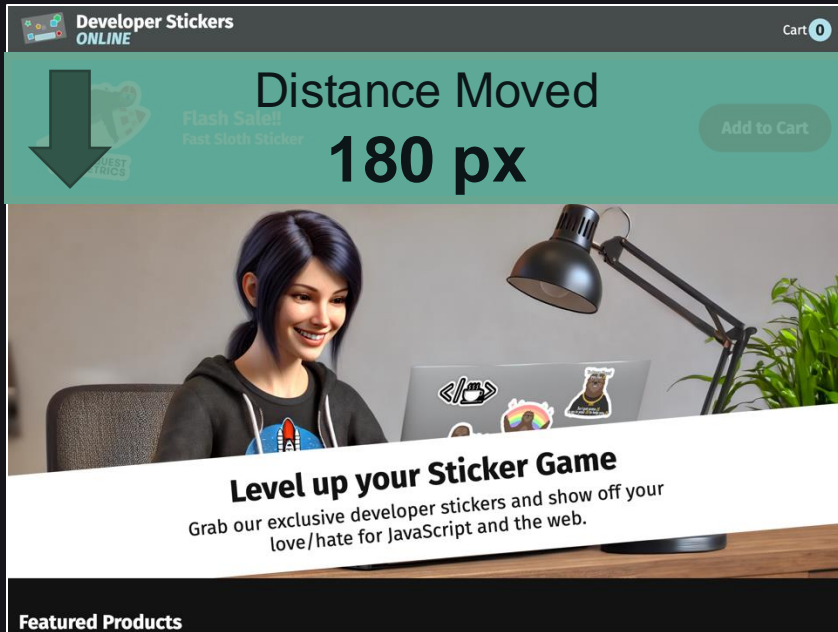 Developer Stickers
ONLINE
Cart 0
Distance Moved
180 px
Flash Sale!!
Fast Sloth Sticker
Add to Cart
</>
Level up your Sticker Game
Grab our exclusive developer stickers and show off your
love/hate for JavaScript and the web.
Featured Products